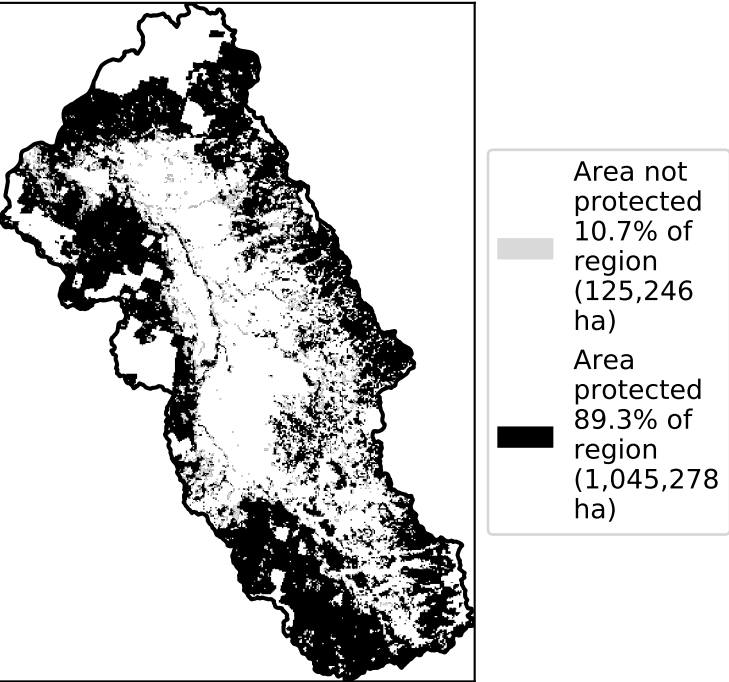 Area not
protected
10.7% of
region
(125,246
ha)
Area
protected
89.3% of
region
(1,045,278
ha)